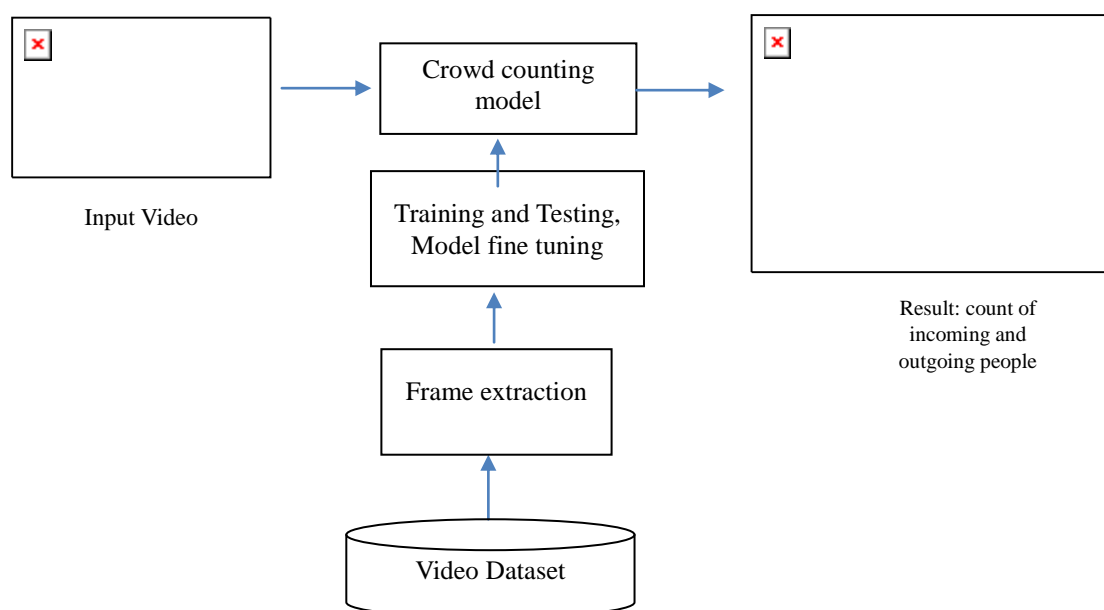 Crowd counting
model
Input Video
Training and Testing,
Model fine tuning
Result: count of
incoming and
outgoing people
Frame extraction
Video Dataset